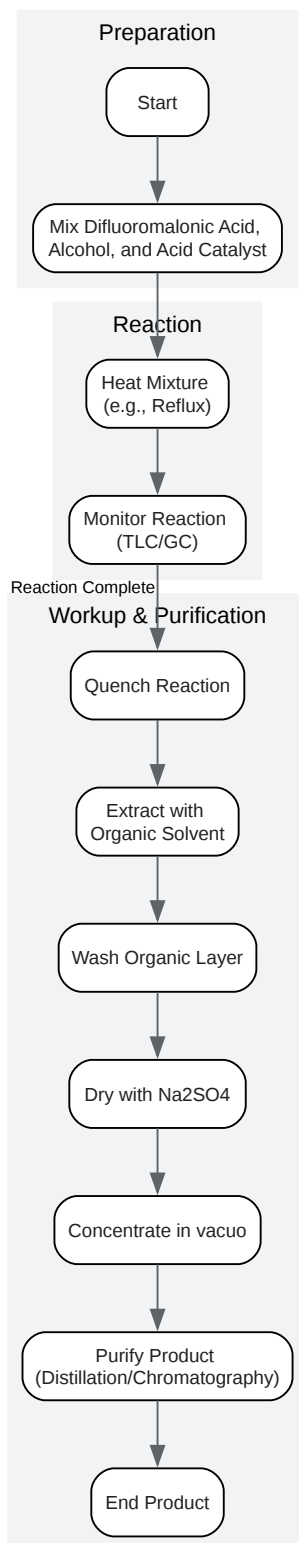 Preparation
Start
Mix Difluoromalonic Acid,
Alcohol, and Acid Catalyst
Reaction
Heat Mixture
(e.g., Reflux)
Monitor Reaction
(TLC/GC)
Reaction Complete
Workup & Purification
Quench Reaction
Extract with
Organic Solvent
Wash Organic Layer
Dry with Na2SO4
Concentrate in vacuo
Purify Product
(Distillation/Chromatography)
End Product